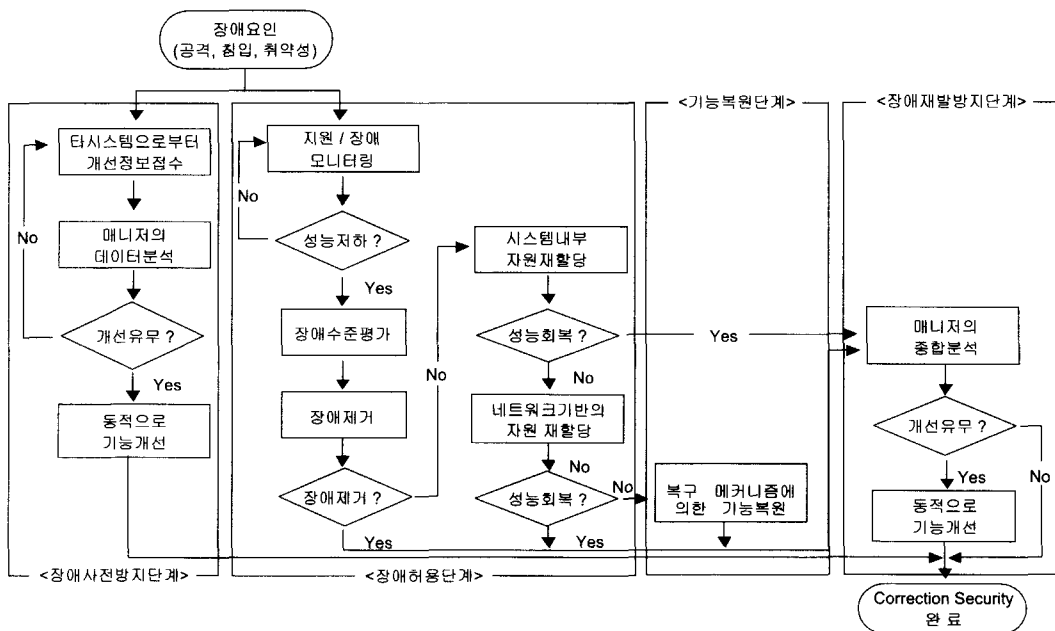 장애요인
(공격, 침입, 취약성)
<기능복원단계>
<장애재발방지단계>
타시스템으로부터
개선정보접수
지원 / 장애
모니터링
No
No
매니저의
데이터분석
성능저하 ?
시스템내부
자원재할당
Yes
개선유무 ?
장애수준평가
No
성능회복 ?
Yes
매니저의
종합분석
Yes
No
동적으로
기능개선
장애제거
네트워크기반의
자원 재할당
개선유무 ?
No
No
Yes
No
장애제거 ?
성능회복 ?
복구 메커니즘에
의한 기능복원
동적으로
기능개선
Yes
Yes
<장애사전방지단계>
<장애허용단계>
Correction Security
완 료